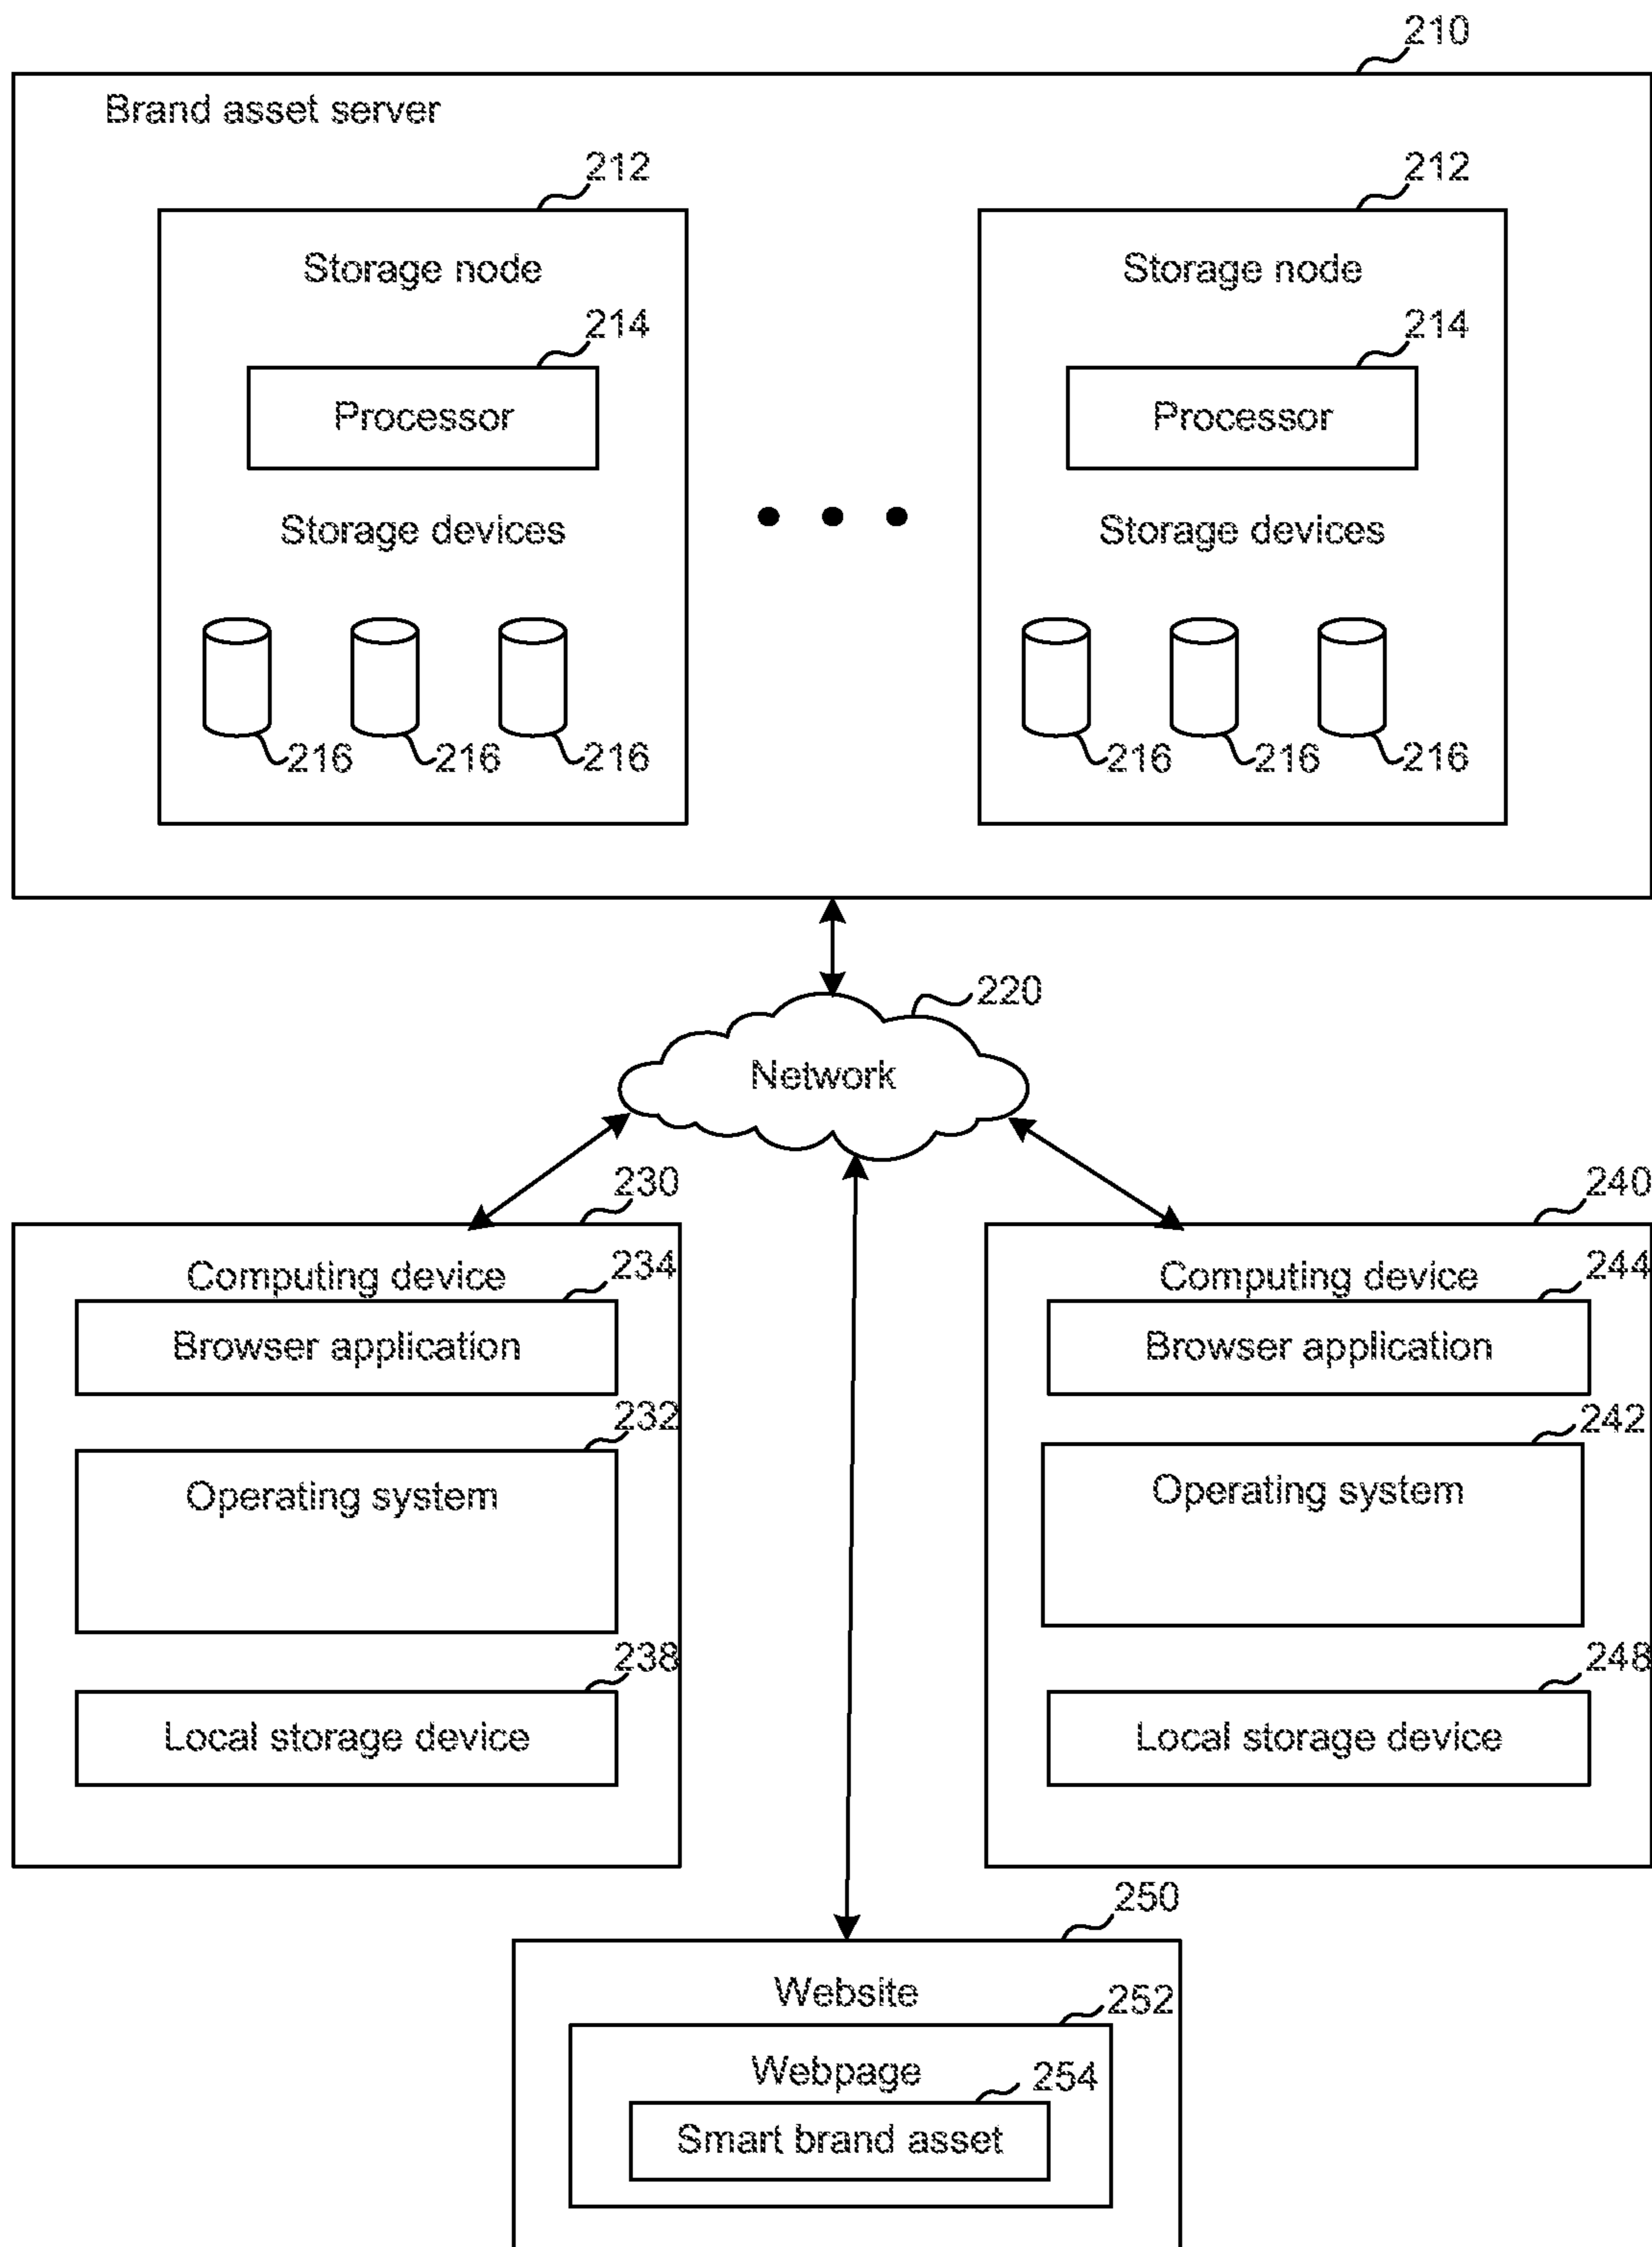 210
Brand asset server
212
212
Storage node
Storage node
214
214
Processor
Processor
Storage devices
Storage devices
216
216
216
216
216
216
220
Network
230
240
Computing device
234
Browser application
232
Operating system
238
Local storage device
Computing device
244
Browser application
242
Operating system
248
Local storage device
250
Website
252
Webpage
254
Smart brand asset